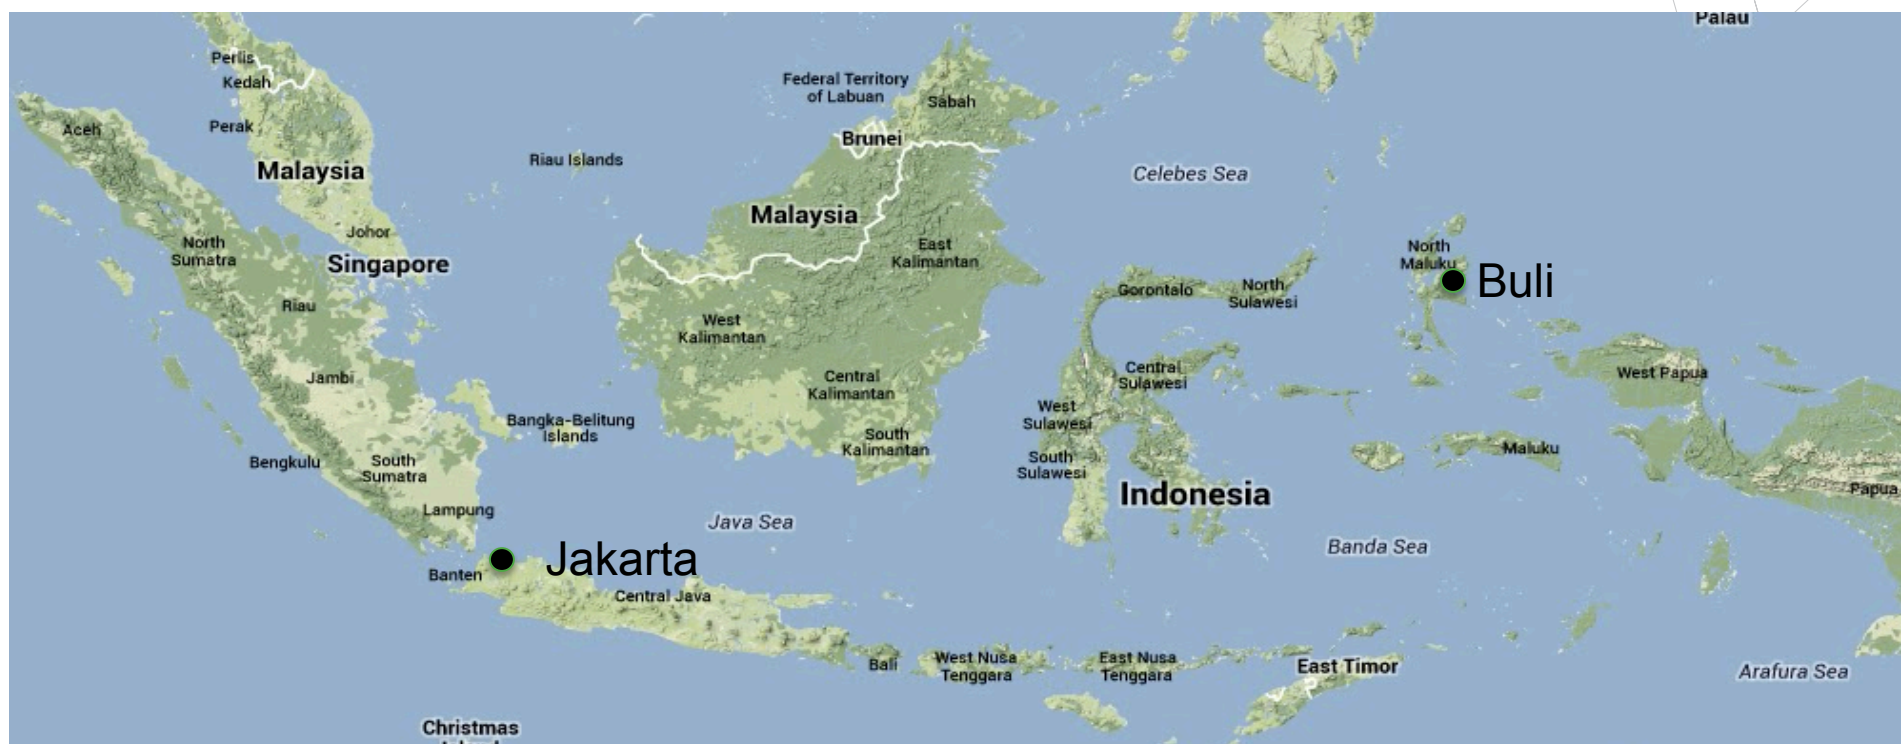 Palau
Perlis
Kedah
Federal Territory
of Labuan
Sabah
Aceh
Perak
Brunei
Malaysia
Riau Islands
Celebes Sea
Malaysia
Johor
North
Sumatra
Singapore
East
Kalimantan
North
Maluku
Buli
Gorontalo
North
Sulawesi
Riau
West
Kalimantan
Jambi
Central
Kalimantan
Central
Sulawesi
West Papua
Bangka-Belitung
Islands
West
Sulawesi
South
Kalimantan
Maluku
Bengkulu
South
Sumatra
South
Sulawesi
Papua
Indonesia
Lampung
Java Sea
Banda Sea
Jakarta
Banten
Central Java
Bali
West Nusa
Tenggara
East Nusa
Tenggara
East Timor
Arafura Sea
Christmas